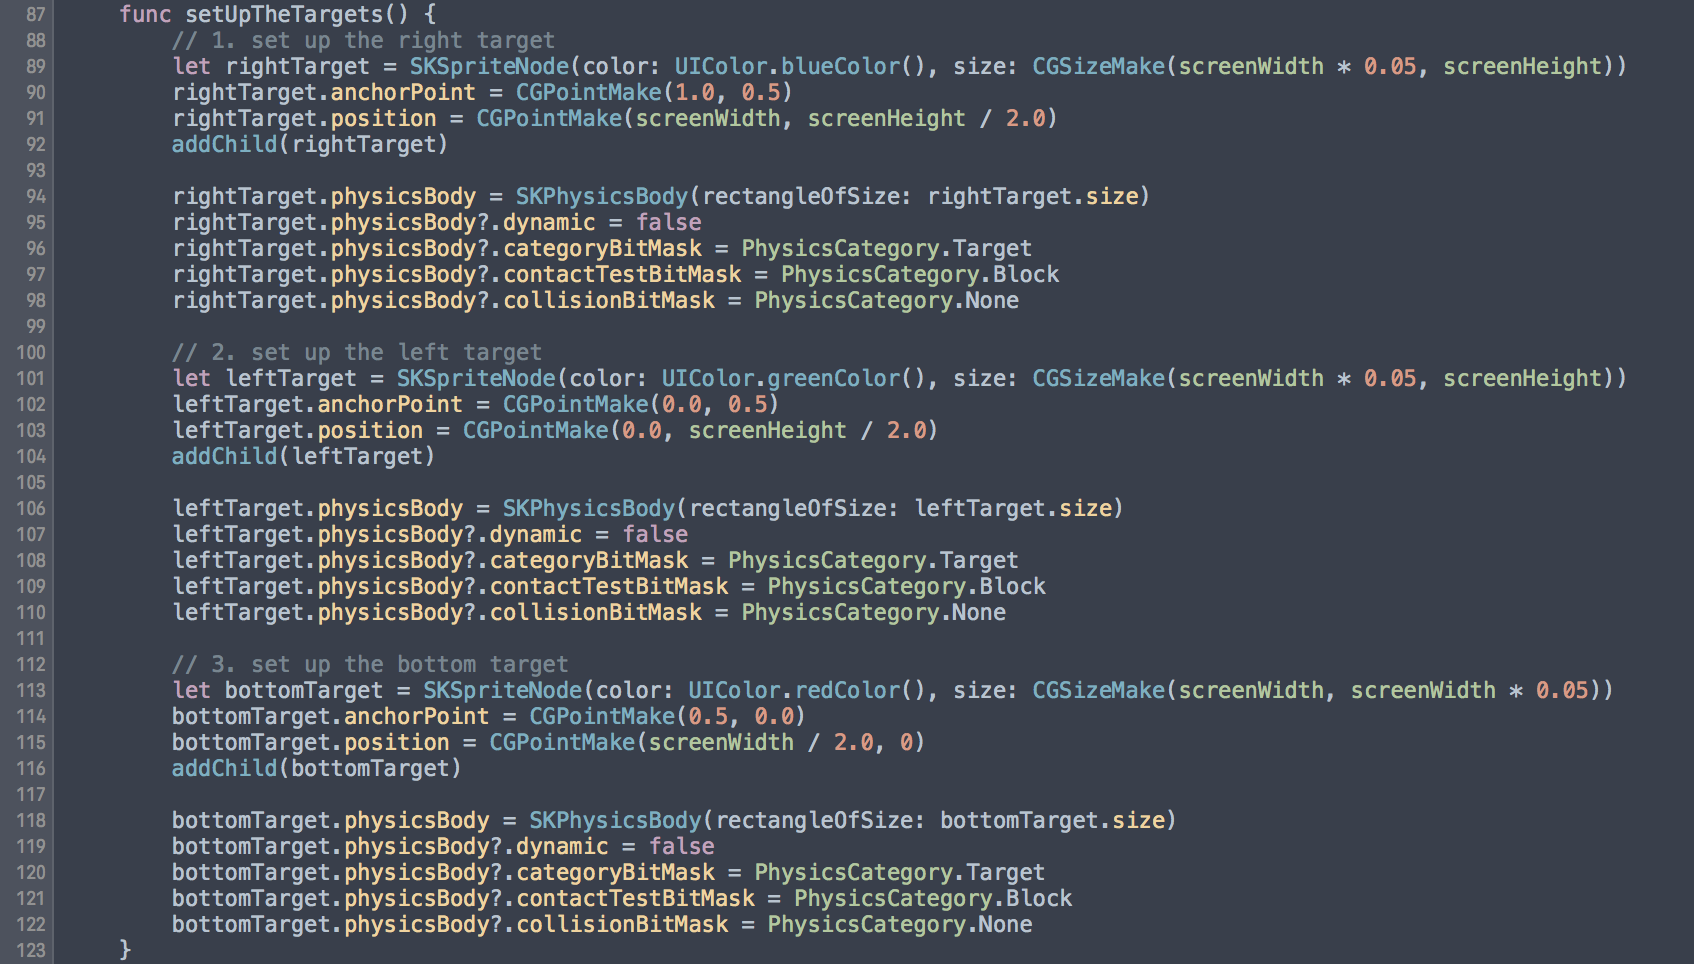 87 func setUpTheTargets() {
88 // 1. set up the right target
89 let rightTarget = SKSpriteNode(color: UIColor.blueColor(), size: CGSizeMake(screenWidth * 0.05, screenHeight))
90 rightTarget.anchorPoint = CGPointMake(1.0, 0.5)
91 rightTarget.position = CGPointMake(screenWidth, screenHeight / 2.0)
92 addChild(rightTarget)
93
94 rightTarget.physicsBody = SKPhysicsBody(rectangleOfSize: rightTarget.size)
95 rightTarget.physicsBody?.dynamic = false
96 rightTarget.physicsBody?.categoryBitMask = PhysicsCategory.Target
97 rightTarget.physicsBody?.contactTestBitMask = PhysicsCategory.Block
98 rightTarget.physicsBody?.collisionBitMask = PhysicsCategory.None
99
100 // 2. set up the left target
101 let leftTarget = SKSpriteNode(color: UIColor.greenColor(), size: CGSizeMake(screenWidth * 0.05, screenHeight))
102 leftTarget.anchorPoint = CGPointMake(0.0, 0.5)
103 leftTarget.position = CGPointMake(0.0, screenHeight / 2.0)
104 addChild(leftTarget)
105
106 leftTarget.physicsBody = SKPhysicsBody(rectangleOfSize: leftTarget.size)
107 leftTarget.physicsBody?.dynamic = false
108 leftTarget.physicsBody?.categoryBitMask = PhysicsCategory.Target
109 leftTarget.physicsBody?.contactTestBitMask = PhysicsCategory.Block
110 leftTarget.physicsBody?.collisionBitMask = PhysicsCategory.None
111
112 // 3. set up the bottom target
113 let bottomTarget = SKSpriteNode(color: UIColor.redColor(), size: CGSizeMake(screenWidth, screenWidth * 0.05))
114 bottomTarget.anchorPoint = CGPointMake(0.5, 0.0)
115 bottomTarget.position = CGPointMake(screenWidth / 2.0, 0)
116 addChild(bottomTarget)
117
118 bottomTarget.physicsBody = SKPhysicsBody(rectangleOfSize: bottomTarget.size)
119 bottomTarget.physicsBody?.dynamic = false
120 bottomTarget.physicsBody?.categoryBitMask = PhysicsCategory.Target
121 bottomTarget.physicsBody?.contactTestBitMask = PhysicsCategory.Block
122 bottomTarget.physicsBody?.collisionBitMask = PhysicsCategory.None
123 }